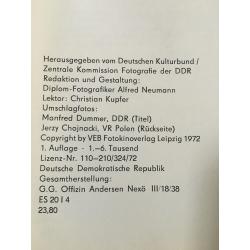 Herausgegeben vom Deutschen Kulturbund /
Zentrale Kommission Fotografie der DDR
Redaktion und Gestaltung:
Diplom-Fotografiker Alfred Neumann
Lektor: Christian Kupfer
Umschlagfotos:
Manfred Dummer, DDR (Titel)
Jerzy Chojnacki, VR Polen (Rückseite)
Copyright by VEB Fotokinoverlag Leipzig 1972
1. Auflage - 1.—6. Tausend
Lizenz-Nr. 110-210/324/72
Deutsche Demokratische Republik
Gesamtherstellung:
G.G. Offizin Andersen Nexö III/18/38
ES 20 I 4
23,80